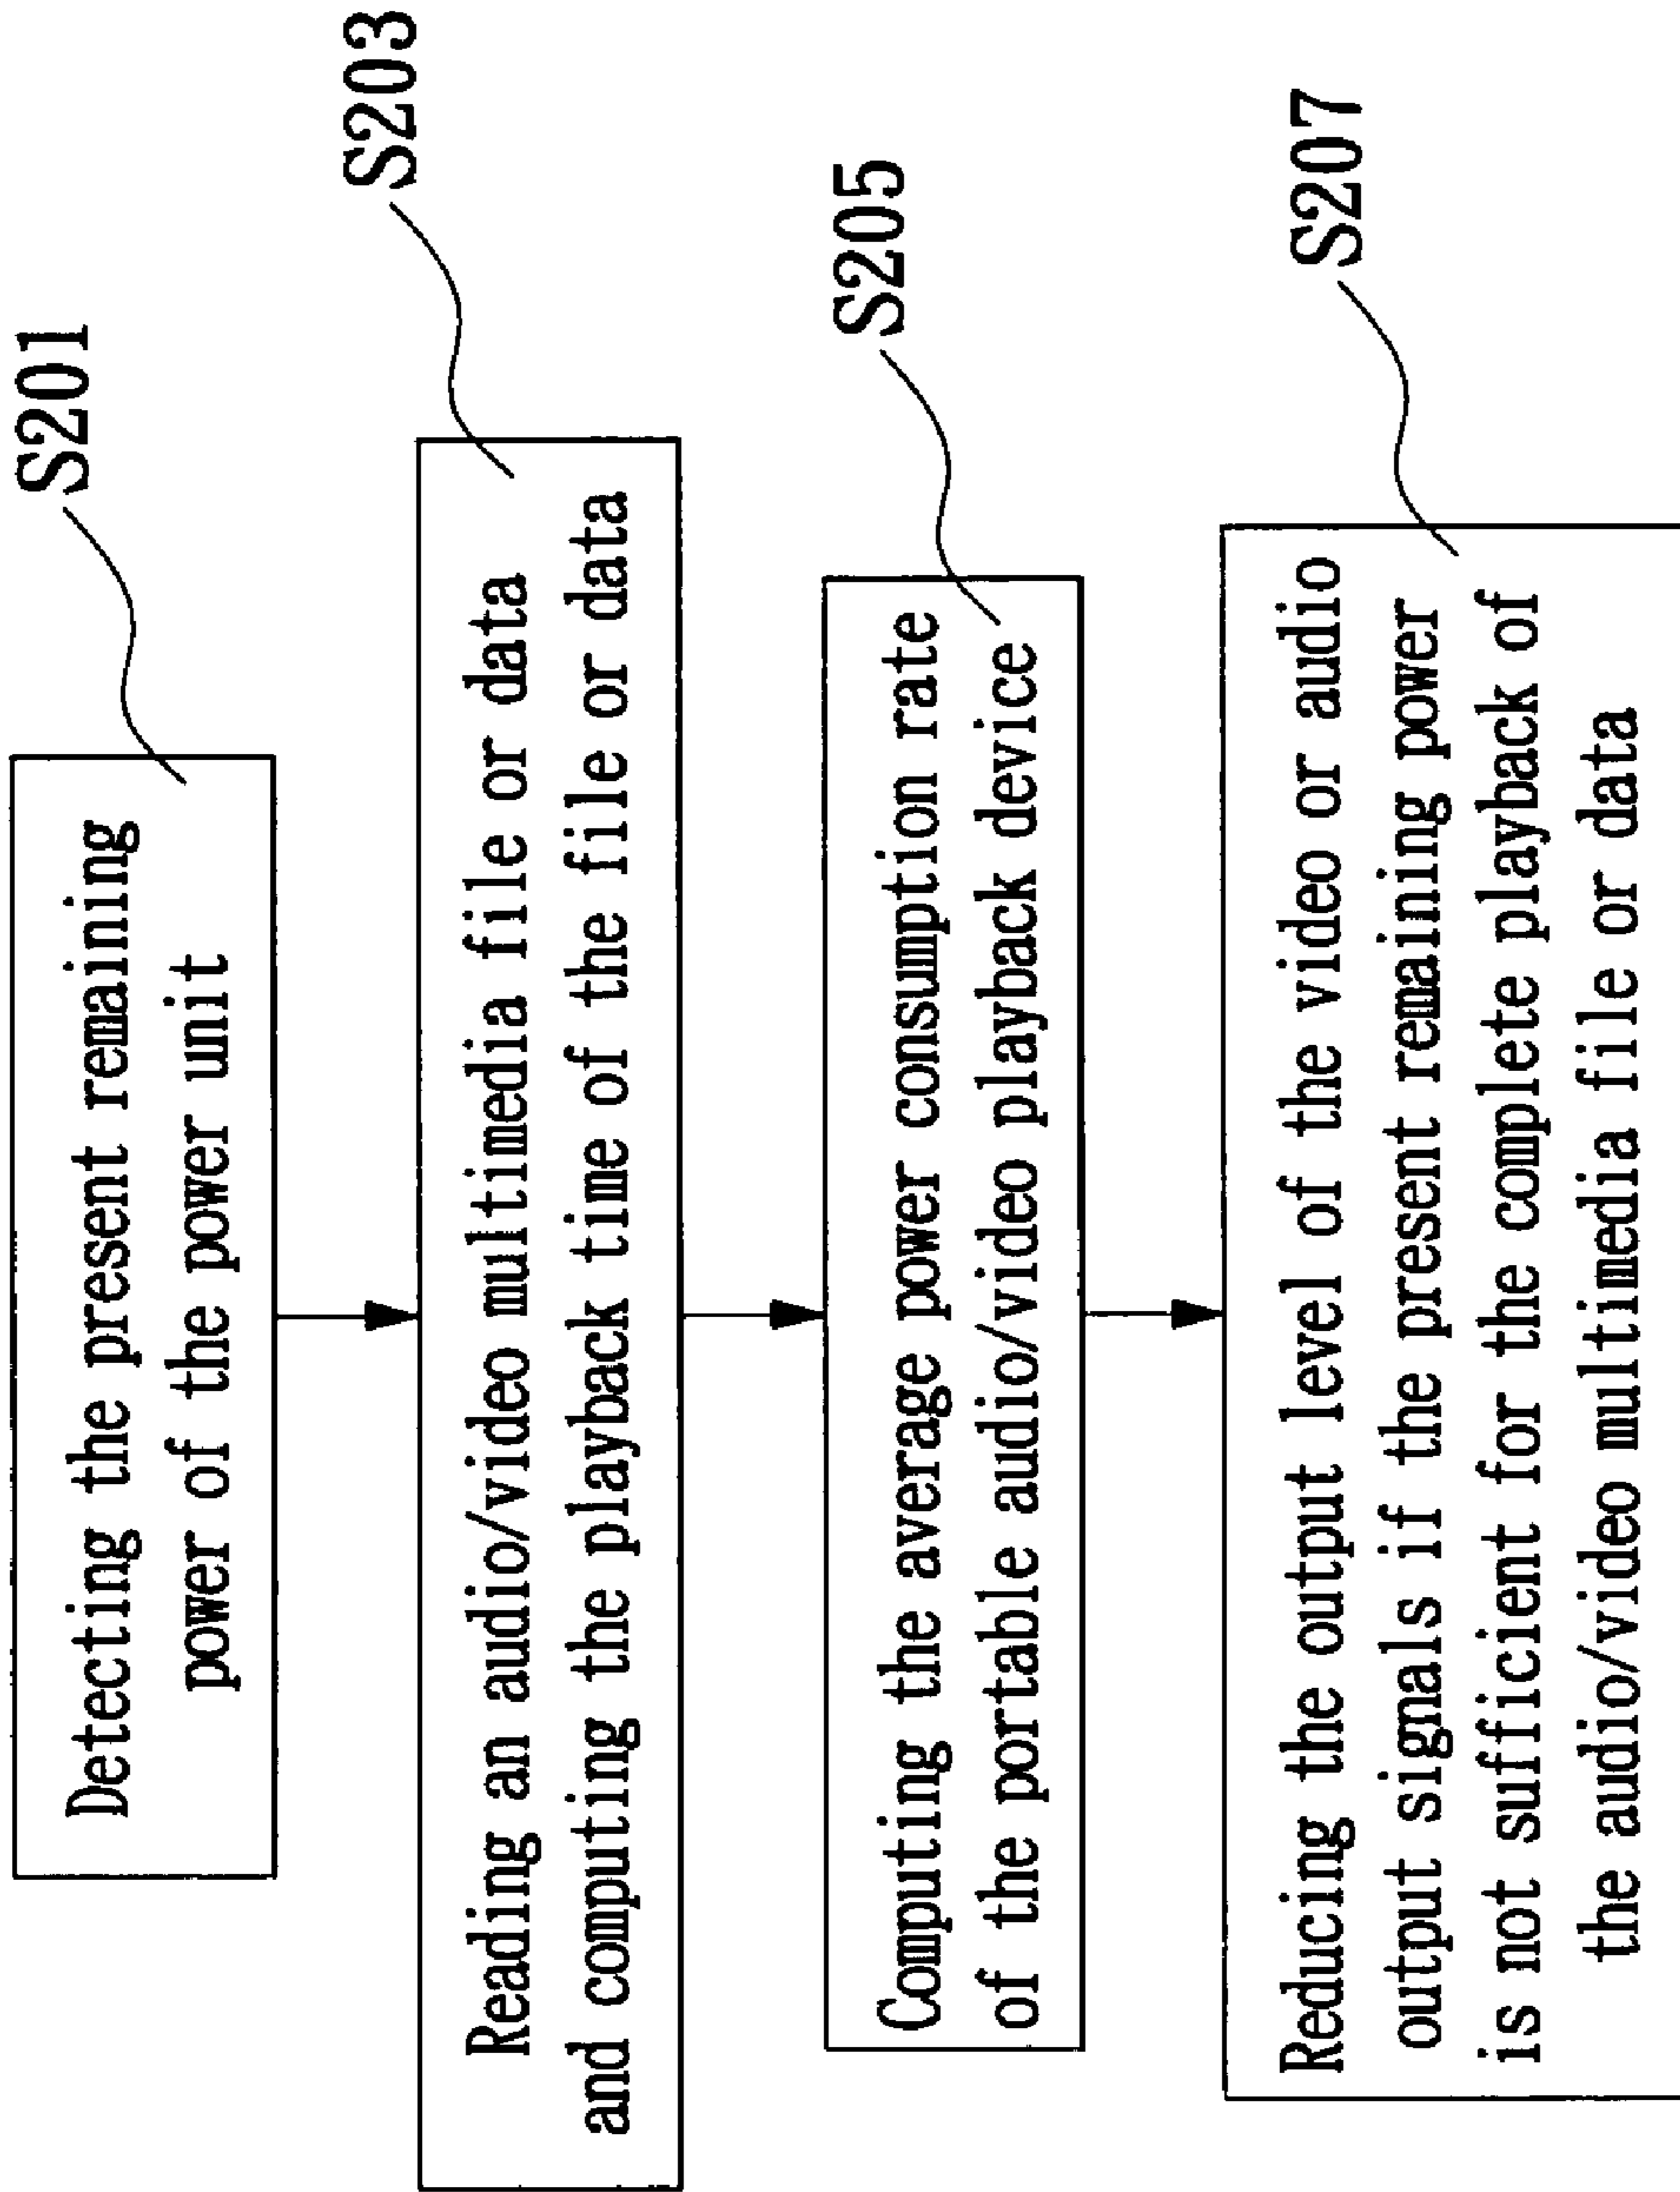 S201
Detecting the present remaining
power of the power unit
S203
Reading an audio/video multimedia file or data
and computing the playback time of the file or data
S205
Computing the average power consumption rate
of the portable audio/video playback device
S207
Reducing the output level of the video or audio
output signals if the present remaining power
is not sufficient for the complete playback of
the audio/video multimedia file or data